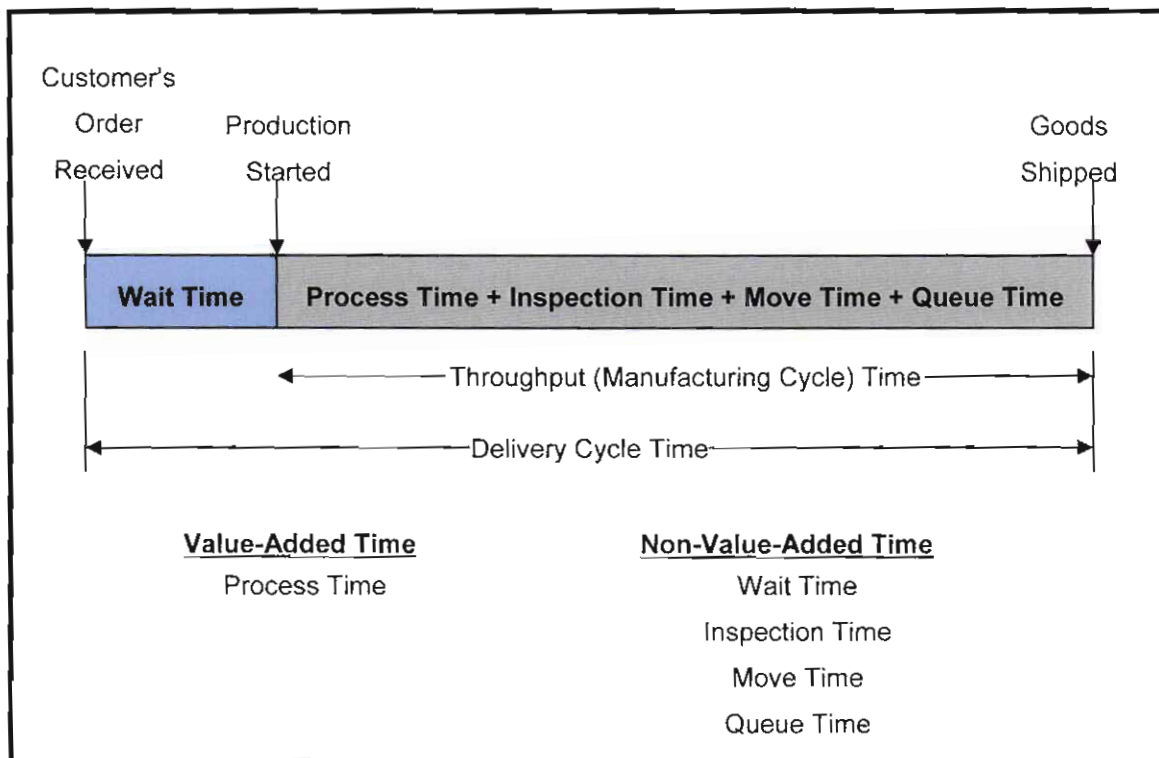 Customer's
Order
Received
Production
Started
Goods
Shipped
Wait Time
Process Time + Inspection Time + Move Time + Queue Time
Throughput (Manufacturing Cycle) Time
Delivery Cycle Time
Value-Added Time
Process Time
Non-Value-Added Time
Wait Time
Inspection Time
Move Time
Queue Time